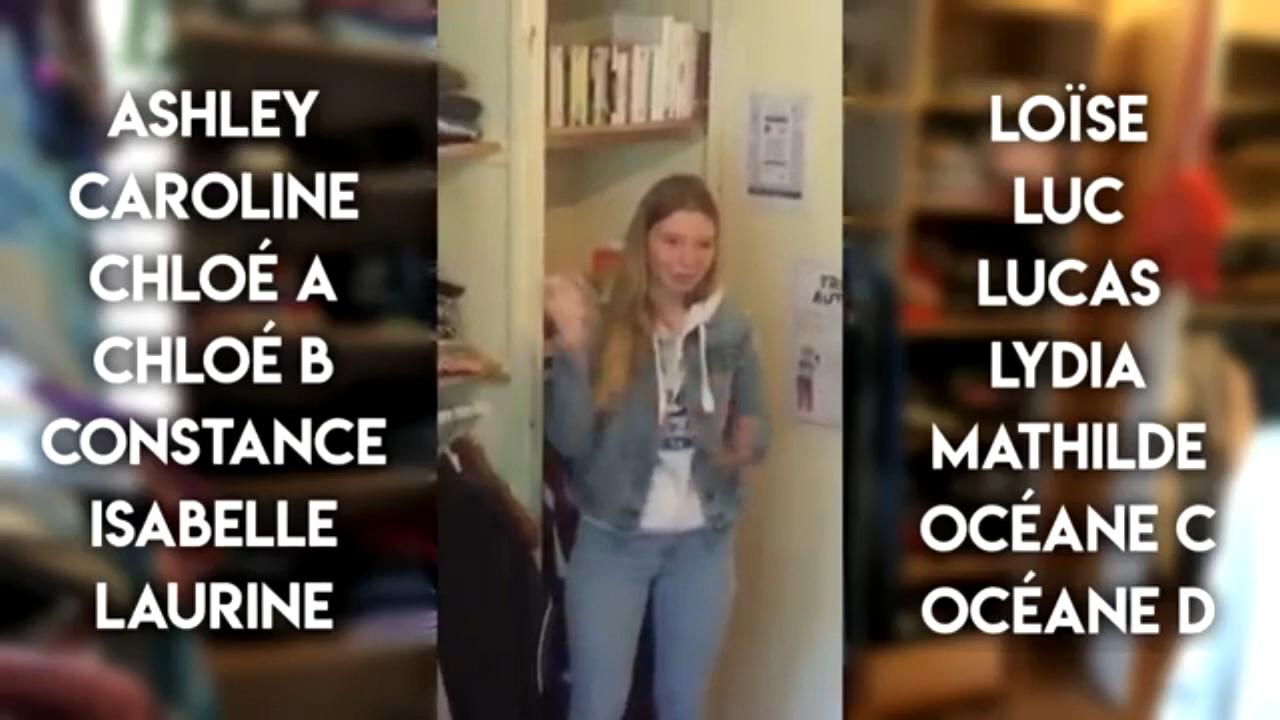 ASHLEY
CAROLINE
CHLOÉ A
CHLOÉ B
CONSTANCE
ISABELLE
LAURINE
LOÏSE
LUC
LUCAS
LYDIA
MATHILDE
OCÉANE C
OCÉANE D